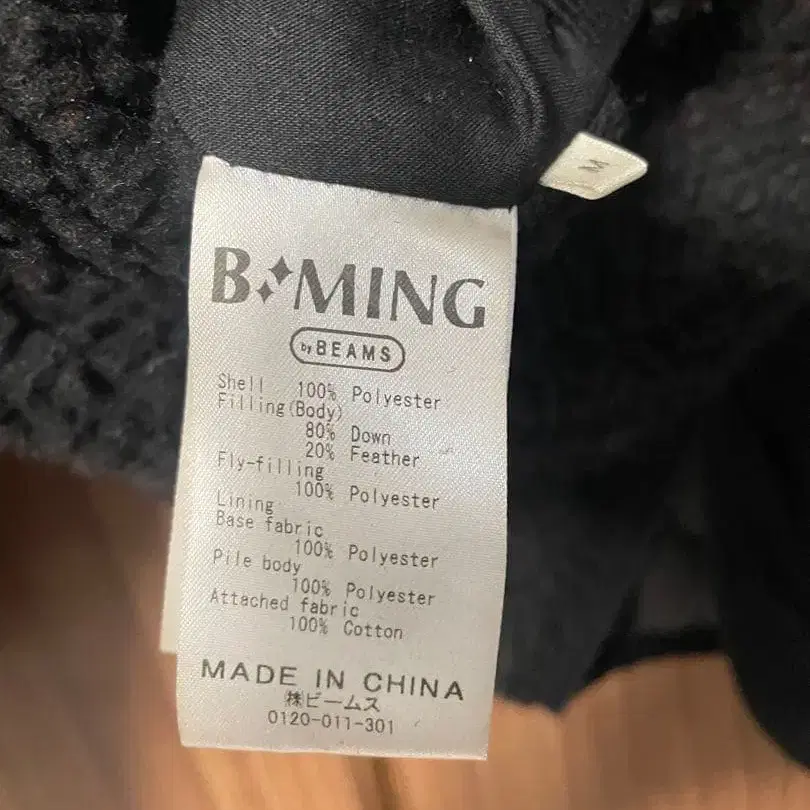 M
B MING
by BEAMS
Shell 100% Polyester
Filling(Body)
80% Down
20% Feather
Fly-filling
100% Polyester
Lining
Base fabric
100% Polyester
Pile body
100% Polyester
Attached fabric
100% Cotton
MADE IN CHINA
㈱ビームス
0120-011-301